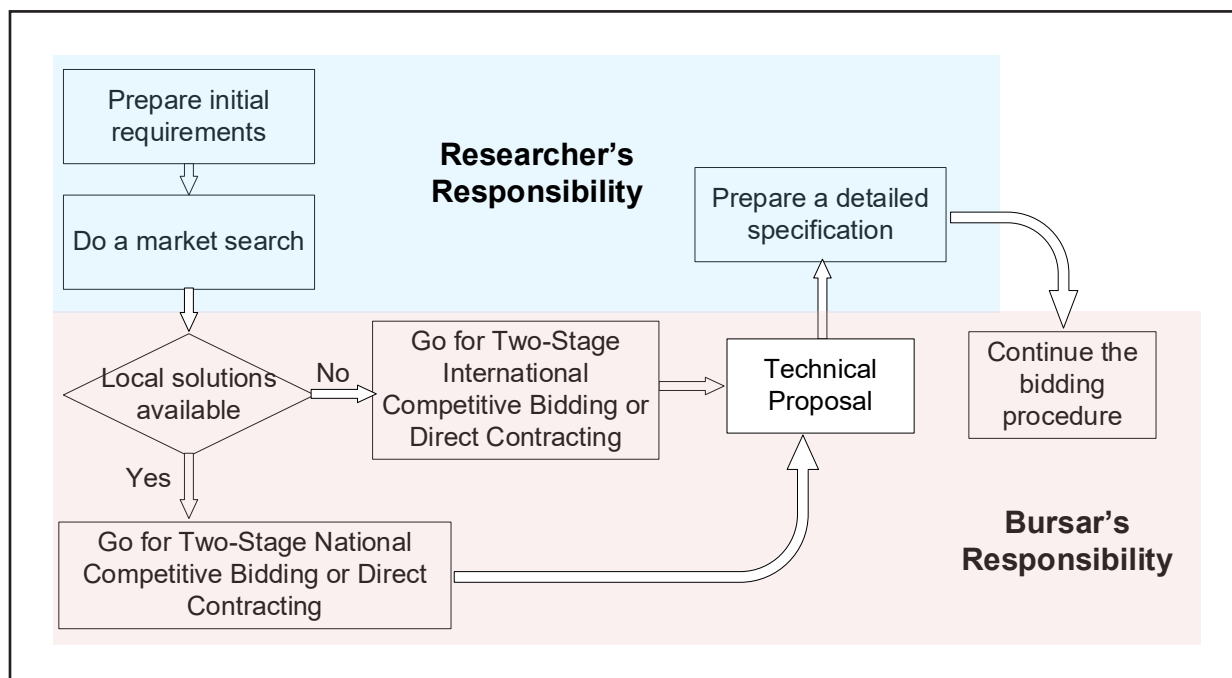 Prepare initial
requirements
Researcher’s
Responsibility
Do a market search
Prepare a detailed
specification
Local solutions
available
No
Yes
Go for Two-Stage
International
Competitive Bidding or
Direct Contracting
Technical
Proposal
Continue the
bidding
procedure
Go for Two-Stage National
Competitive Bidding or Direct
Contracting
Bursar’s
Responsibility